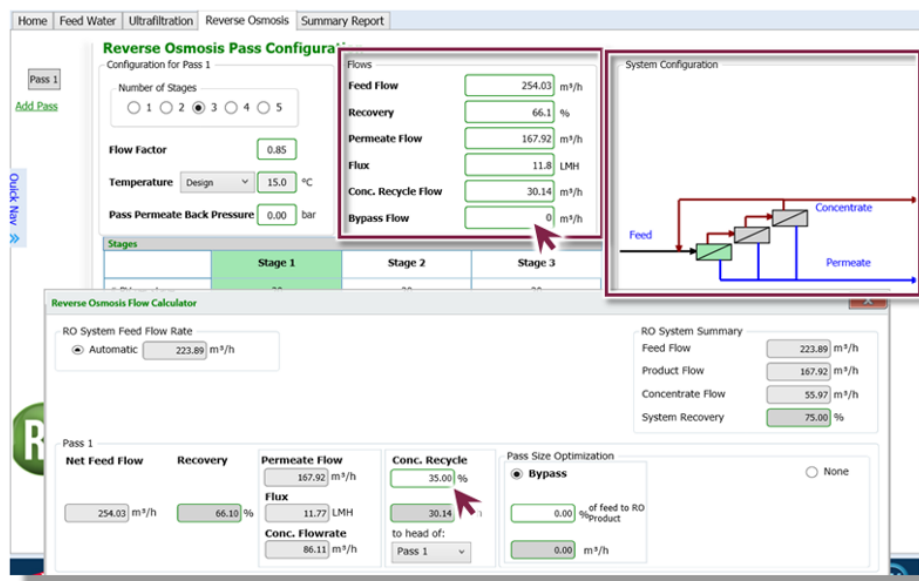 Home Feed Water Ultrafiltration Reverse Osmosis Summary Report
Reverse Osmosis Pass Configura
Pass 1
Add Pass
Quick Nav »
Configuration for Pass 1
Number of Stages
1 2 3 4 5
Flow Factor 0.85
Temperature Design 15.0 °C
Pass Permeate Back Pressure 0.00 bar
Flows
Feed Flow 254.03 m³/h
Recovery 66.1 %
Permeate Flow 167.92 m³/h
Flux 11.8 LMH
Conc. Recycle Flow 30.14 m³/h
Bypass Flow 0 m³/h
System Configuration
Concentrate
Feed
Permeate
Stages
Stage 1 Stage 2 Stage 3
Reverse Osmosis Flow Calculator
RO System Feed Flow Rate
Automatic 223.89 m³/h
RO System Summary
Feed Flow 223.89 m³/h
Product Flow 167.92 m³/h
Concentrate Flow 55.97 m³/h
System Recovery 75.00 %
R
Pass 1
Net Feed Flow
254.03 m³/h
Recovery
66.10 %
Permeate Flow
167.92 m³/h
Flux
11.77 LMH
Conc. Flowrate
86.11 m³/h
Conc. Recycle
35.00 %
30.14
to head of:
Pass 1
Pass Size Optimization
Bypass
None
0.00 % of feed to RO
Product
0.00 m³/h